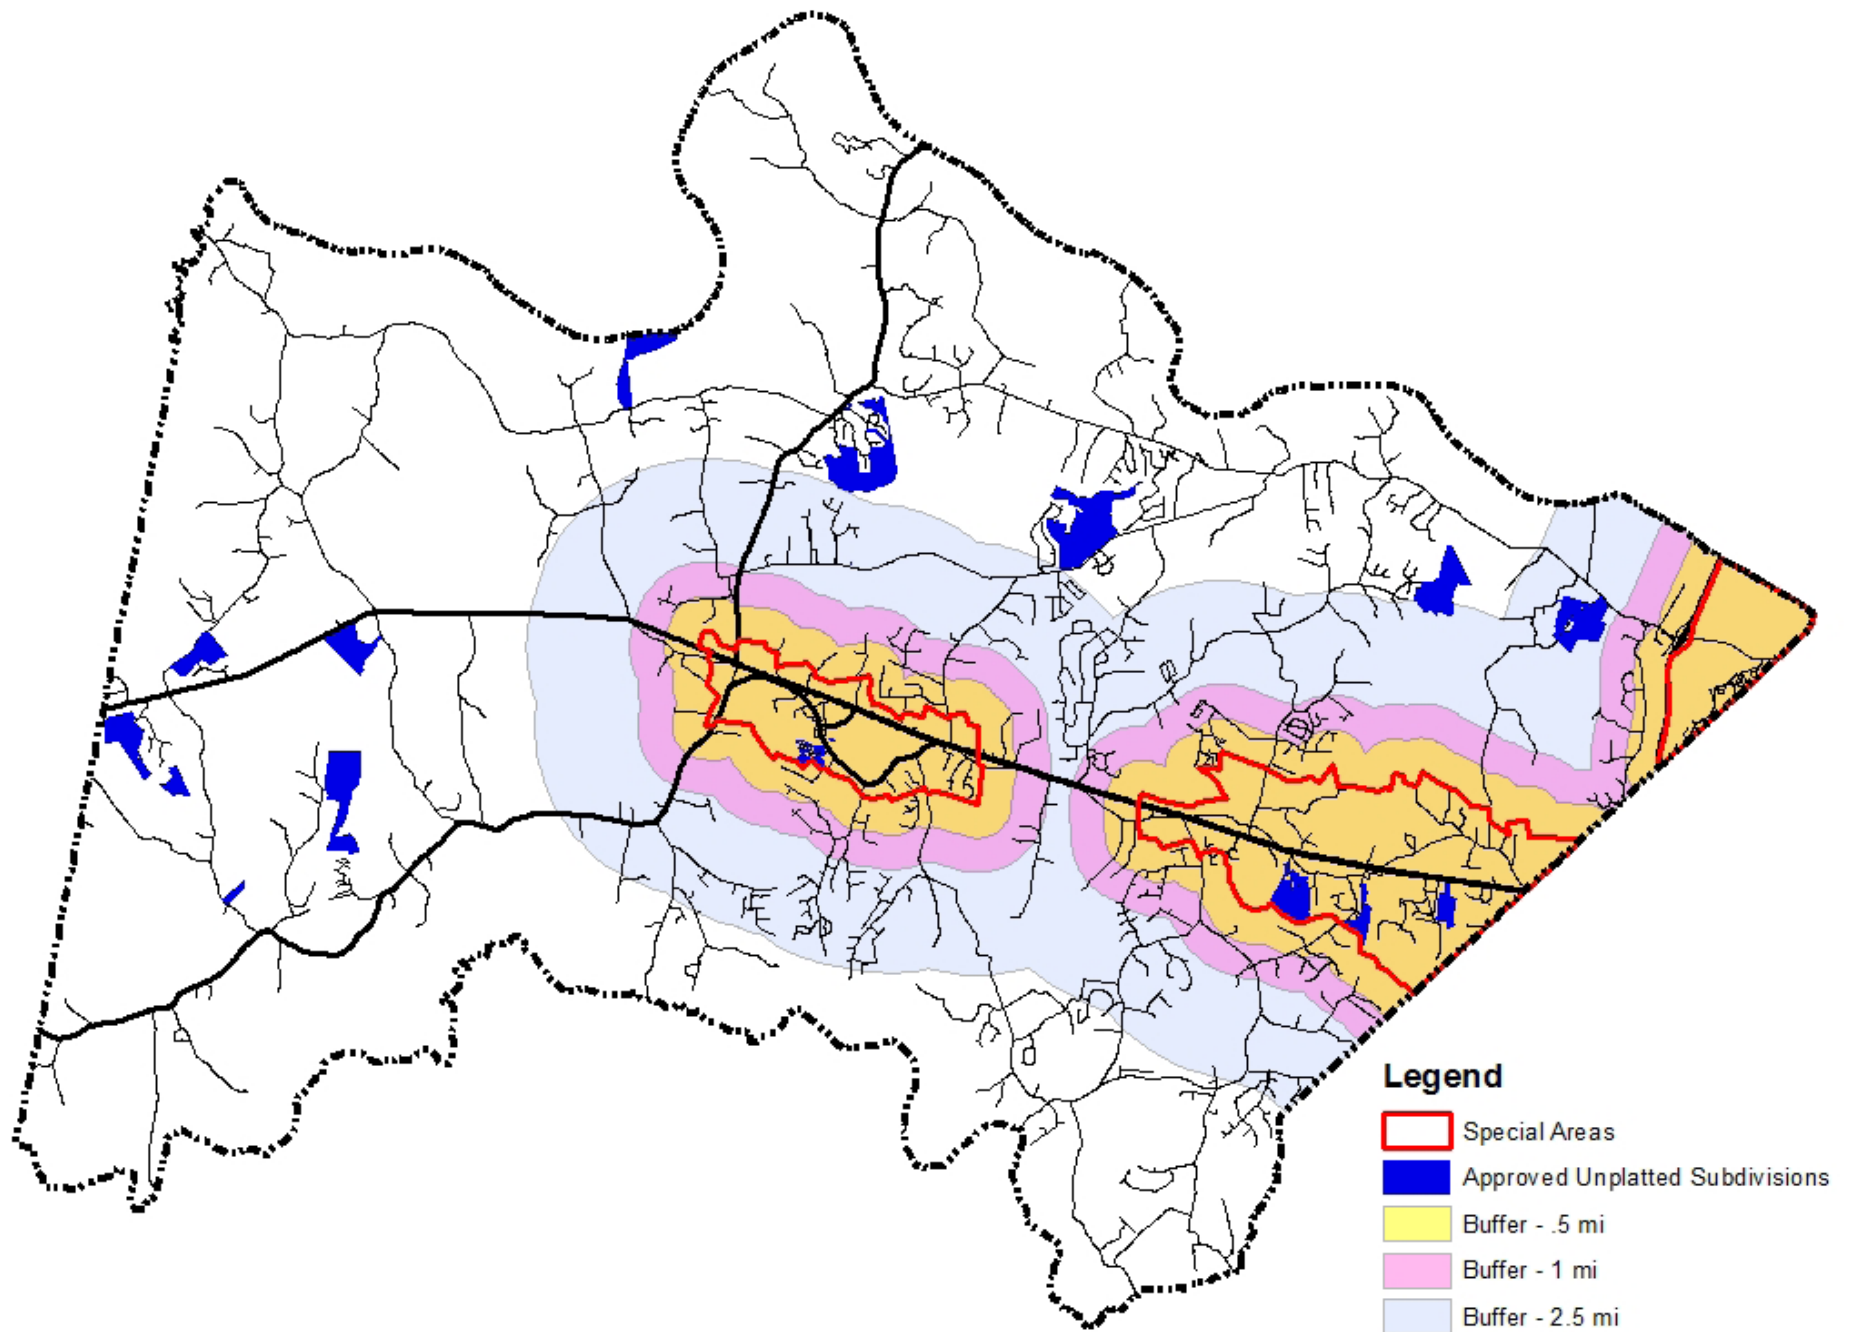 Legend
Special Areas
Approved Unplatted Subdivisions
Buffer - .5 mi
Buffer - 1 mi
Buffer - 2.5 mi